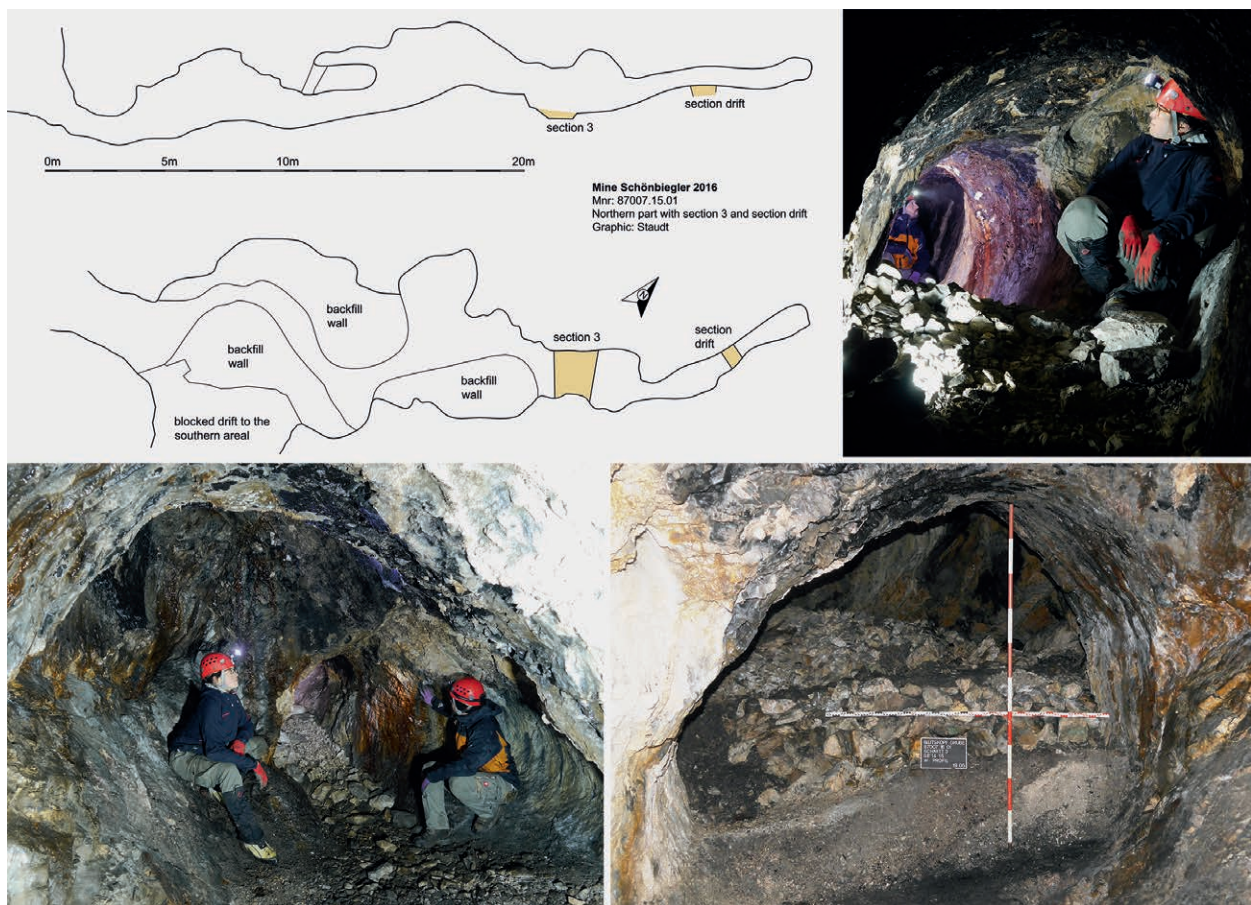 section drift
section 3
0m 5m 10m 20m
Mine Schönbiegler 2016
Mnr: 87007.15.01
Northern part with section 3 and section drift
Graphic: Staudt
backfill
wall
backfill
wall
backfill
wall
section 3
section
drift
blocked drift to the
southern areal
N